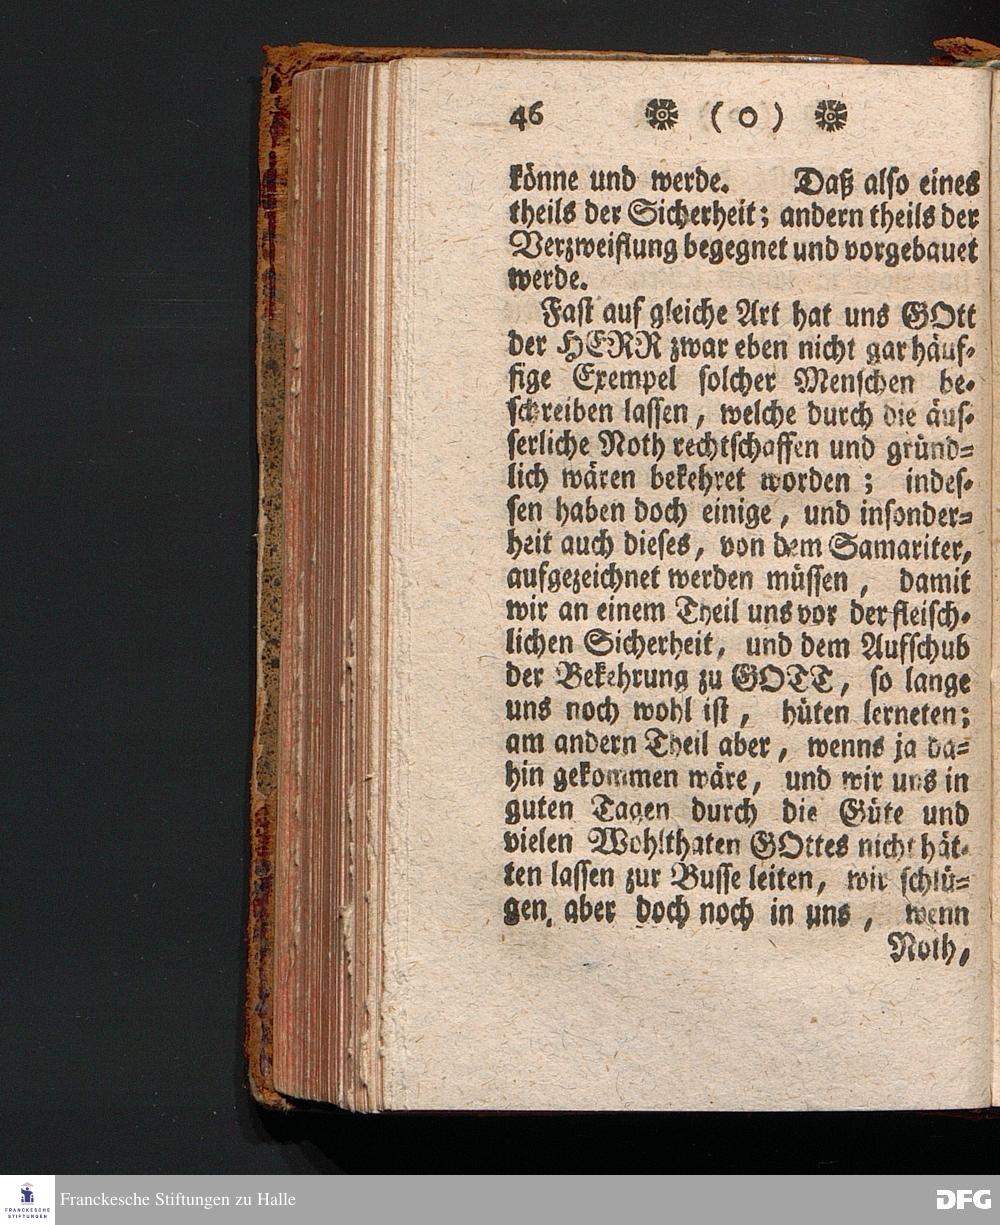 46 ❋ ( o ) ❋
könne und werde. Daß also eines
theils der Sicherheit; andern theils der
Verzweiflung begegnet und vorgebauet
werde.
Fast auf gleiche Art hat uns GOtt
der HERR zwar eben nicht gar häuf-
fige Exempel solcher Menschen be-
schreiben lassen, welche durch die äus-
serliche Noth rechtschaffen und gründ-
lich wären bekehret worden; indes-
sen haben doch einige, und insonder-
heit auch dieses, von dem Samariter,
aufgezeichnet werden müssen, damit
wir an einem Theil uns vor der fleisch-
lichen Sicherheit, und dem Aufschub
der Bekehrung zu GOTT, so lange
uns noch wohl ist, hüten lerneten;
am andern Theil aber, wenns ja da-
hin gekommen wäre, und wir uns in
guten Tagen durch die Güte und
vielen Wohlthaten GOttes nicht hät-
ten lassen zur Busse leiten, wir schlü-
gen, aber doch noch in uns, wenn
Noth,
FRANCKESCHE
STIFTUNGEN
Franckesche Stiftungen zu Halle
DFG